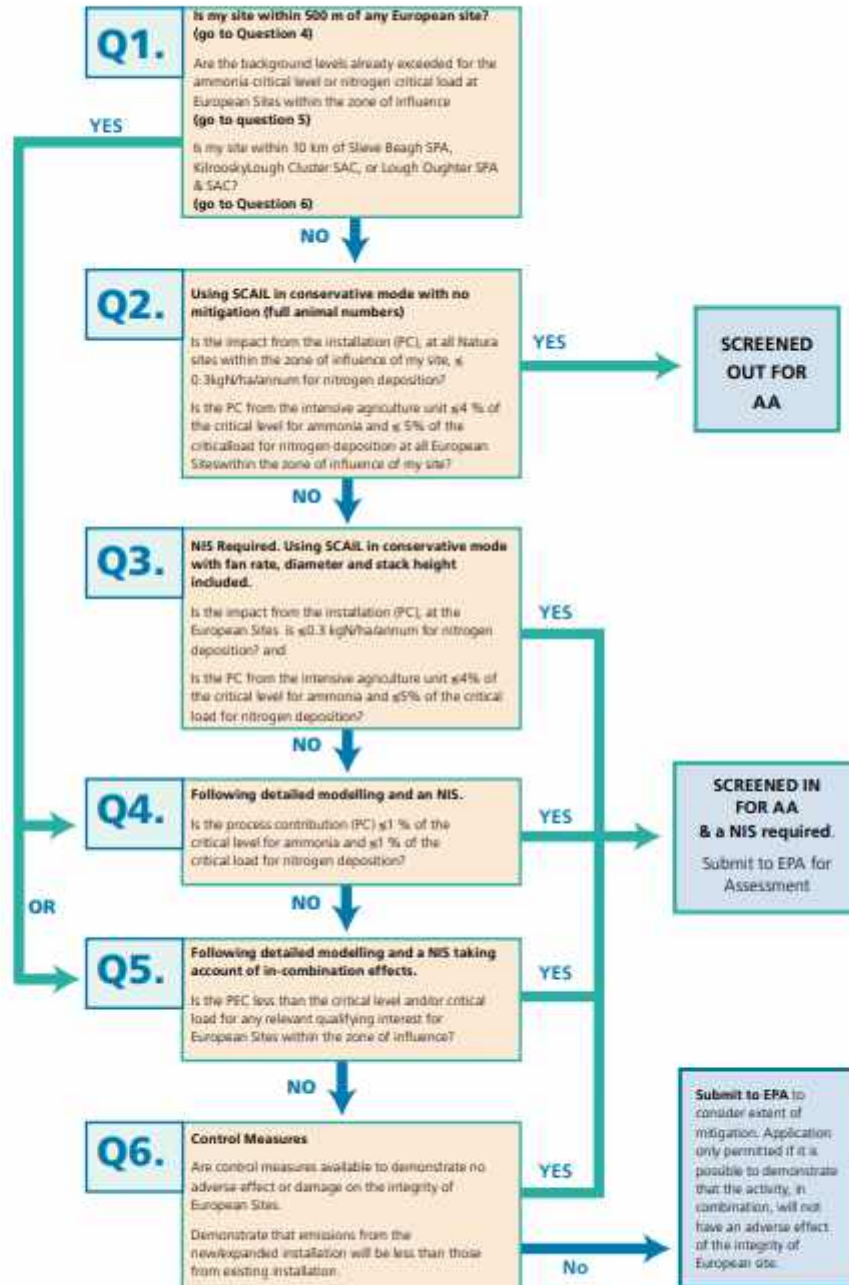 Q1.
Is my site within 500 m of any European site?
(go to Question 4)
Are the background levels already exceeded for the
ammonia critical level or nitrogen critical load at
European Sites within the zone of influence
(go to question 5)
Is my site within 10 km of Slieve Beagh SPA,
KilrooskyLough Cluster SAC, or Lough Oughter SPA
& SAC?
(go to Question 6)
YES
NO
Q2.
Using SCAIL in conservative mode with no
mitigation (full animal numbers)
Is the impact from the installation (PC), at all Natura
sites within the zone of influence of my site, ≤
0.3kgN/ha/annum for nitrogen deposition?
Is the PC from the intensive agriculture unit ≤4 % of
the critical level for ammonia and ≤ 5% of the
criticalload for nitrogen deposition at all European
Siteswithin the zone of influence of my site?
YES
SCREENED
OUT FOR
AA
NO
Q3.
NIS Required. Using SCAIL in conservative mode
with fan rate, diameter and stack height
included.
Is the impact from the installation (PC), at the
European Sites is ≤0.3 kgN/ha/annum for nitrogen
deposition? and
Is the PC from the intensive agriculture unit ≤4% of
the critical level for ammonia and ≤5% of the critical
load for nitrogen deposition?
YES
NO
Q4.
Following detailed modelling and an NIS.
Is the process contribution (PC) ≤1 % of the
critical level for ammonia and ≤1 % of the
critical load for nitrogen deposition?
YES
SCREENED IN
FOR AA
& a NIS required.
Submit to EPA for
Assessment
NO
OR
Q5.
Following detailed modelling and a NIS taking
account of in-combination effects.
Is the PEC less than the critical level and/or critical
load for any relevant qualifying interest for
European Sites within the zone of influence?
YES
NO
Q6.
Control Measures
Are control measures available to demonstrate no
adverse effect or damage on the integrity of
European Sites.
Demonstrate that emissions from the
new/expanded installation will be less than those
from existing installation.
YES
No
Submit to EPA to
consider extent of
mitigation. Application
only permitted if it is
posible to demonstrate
that the activity, in
combination, will not
have an adverse effect
of the integrity of
European site.